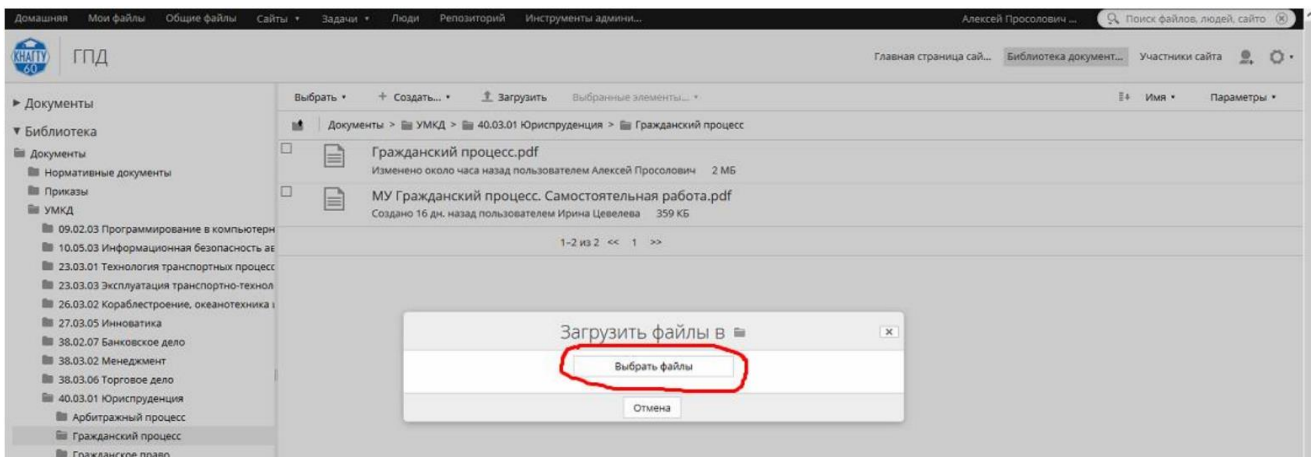 Домашняя Мои файлы Общие файлы Сайты Задачи Люди Репозиторий Инструменты админи... Алексей Просолович ... Поиск файлов, людей, сайто
КНАГТУ 60 ГПД Главная страница сай... Библиотека документ... Участники сайта
Документы
Библиотека
Документы
Нормативные документы
Приказы
УМКД
09.02.03 Программирование в компьютерн
10.05.03 Информационная безопасность ав
23.03.01 Технология транспортных процесс
23.03.03 Эксплуатация транспортно-технол
26.03.02 Кораблестроение, океанотехника и
27.03.05 Инноватика
38.02.07 Банковское дело
38.03.02 Менеджмент
38.03.06 Торговое дело
40.03.01 Юриспруденция
Арбитражный процесс
Гражданский процесс
Гражданское право
Выбрать + Создать... Загрузить Выбранные элементы... Имя Параметры
Документы > УМКД > 40.03.01 Юриспруденция > Гражданский процесс
Гражданский процесс.pdf
Изменено около часа назад пользователем Алексей Просолович 2 МБ
МУ Гражданский процесс. Самостоятельная работа.pdf
Создано 16 дн. назад пользователем Ирина Цевелева 359 КБ
1–2 из 2 << 1 >>
Загрузить файлы в
Выбрать файлы
Отмена